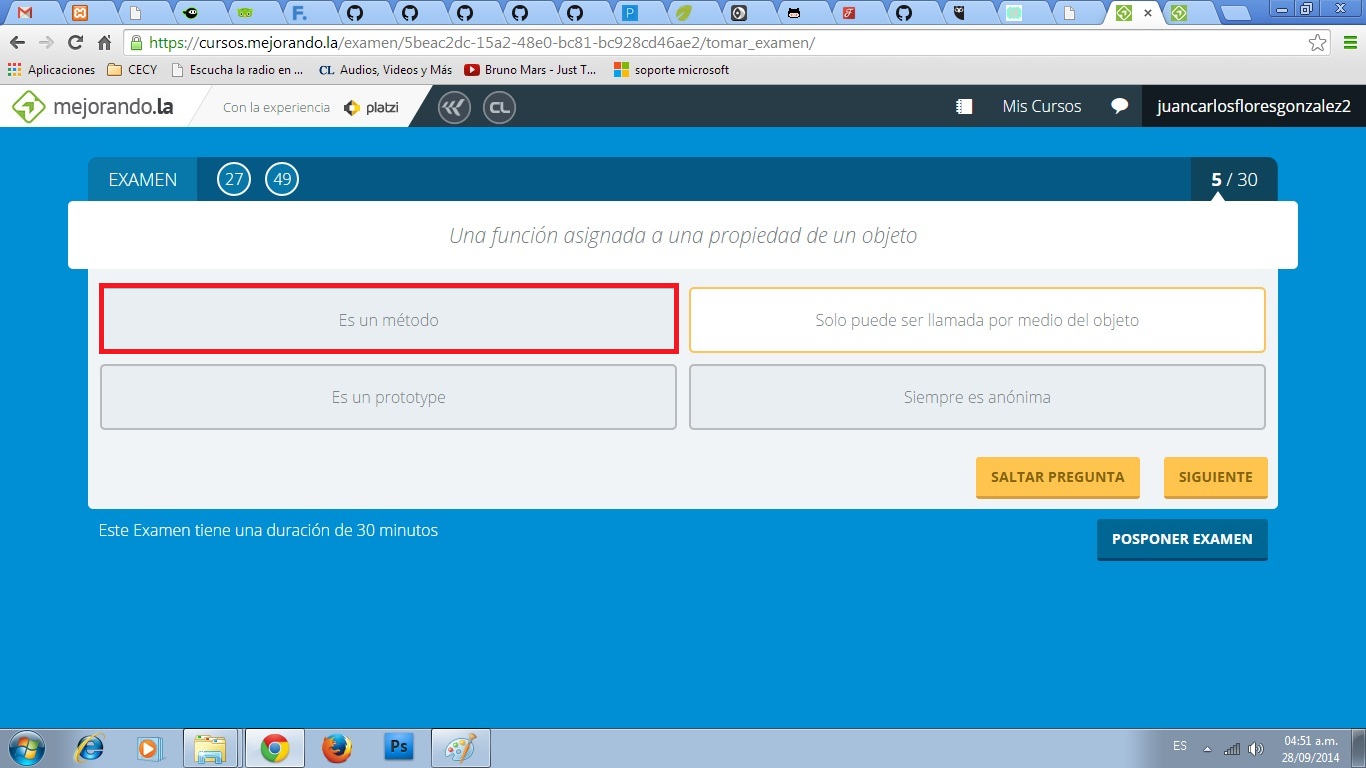 https://cursos.mejorando.la/examen/5beac2dc-15a2-48e0-bc81-bc928cd46ae2/tomar_examen/
Aplicaciones CECY Escucha la radio en ... CL Audios, Videos y Más Bruno Mars - Just T... soporte microsoft
mejorando.la Con la experiencia platzi CL Mis Cursos juancarlosfloresgonzalez2
EXAMEN 27 49 5 / 30
Una función asignada a una propiedad de un objeto
Es un método Solo puede ser llamada por medio del objeto
Es un prototype Siempre es anónima
SALTAR PREGUNTA SIGUIENTE
Este Examen tiene una duración de 30 minutos
POSPONER EXAMEN
Ps ES 04:51 a.m.
28/09/2014